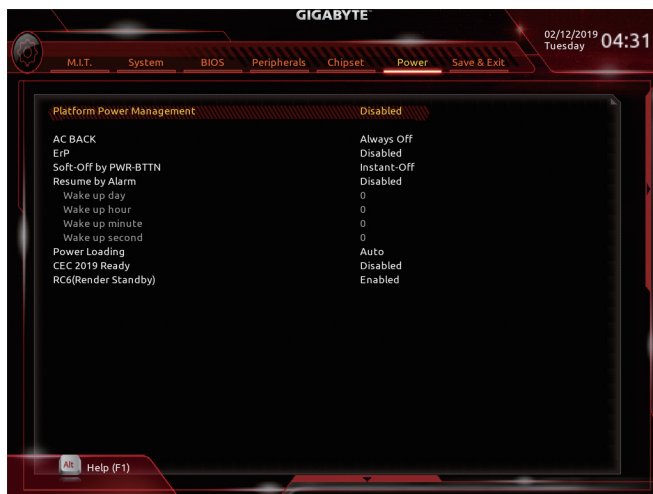 GIGABYTE™
02/12/2019 Tuesday 04:31
M.I.T. System BIOS Peripherals Chipset Power Save & Exit
Platform Power Management Disabled
AC BACK Always Off
ErP Disabled
Soft-Off by PWR-BTTN Instant-Off
Resume by Alarm Disabled
Wake up day 0
Wake up hour 0
Wake up minute 0
Wake up second 0
Power Loading Auto
CEC 2019 Ready Disabled
RC6(Render Standby) Enabled
Alt Help (F1)